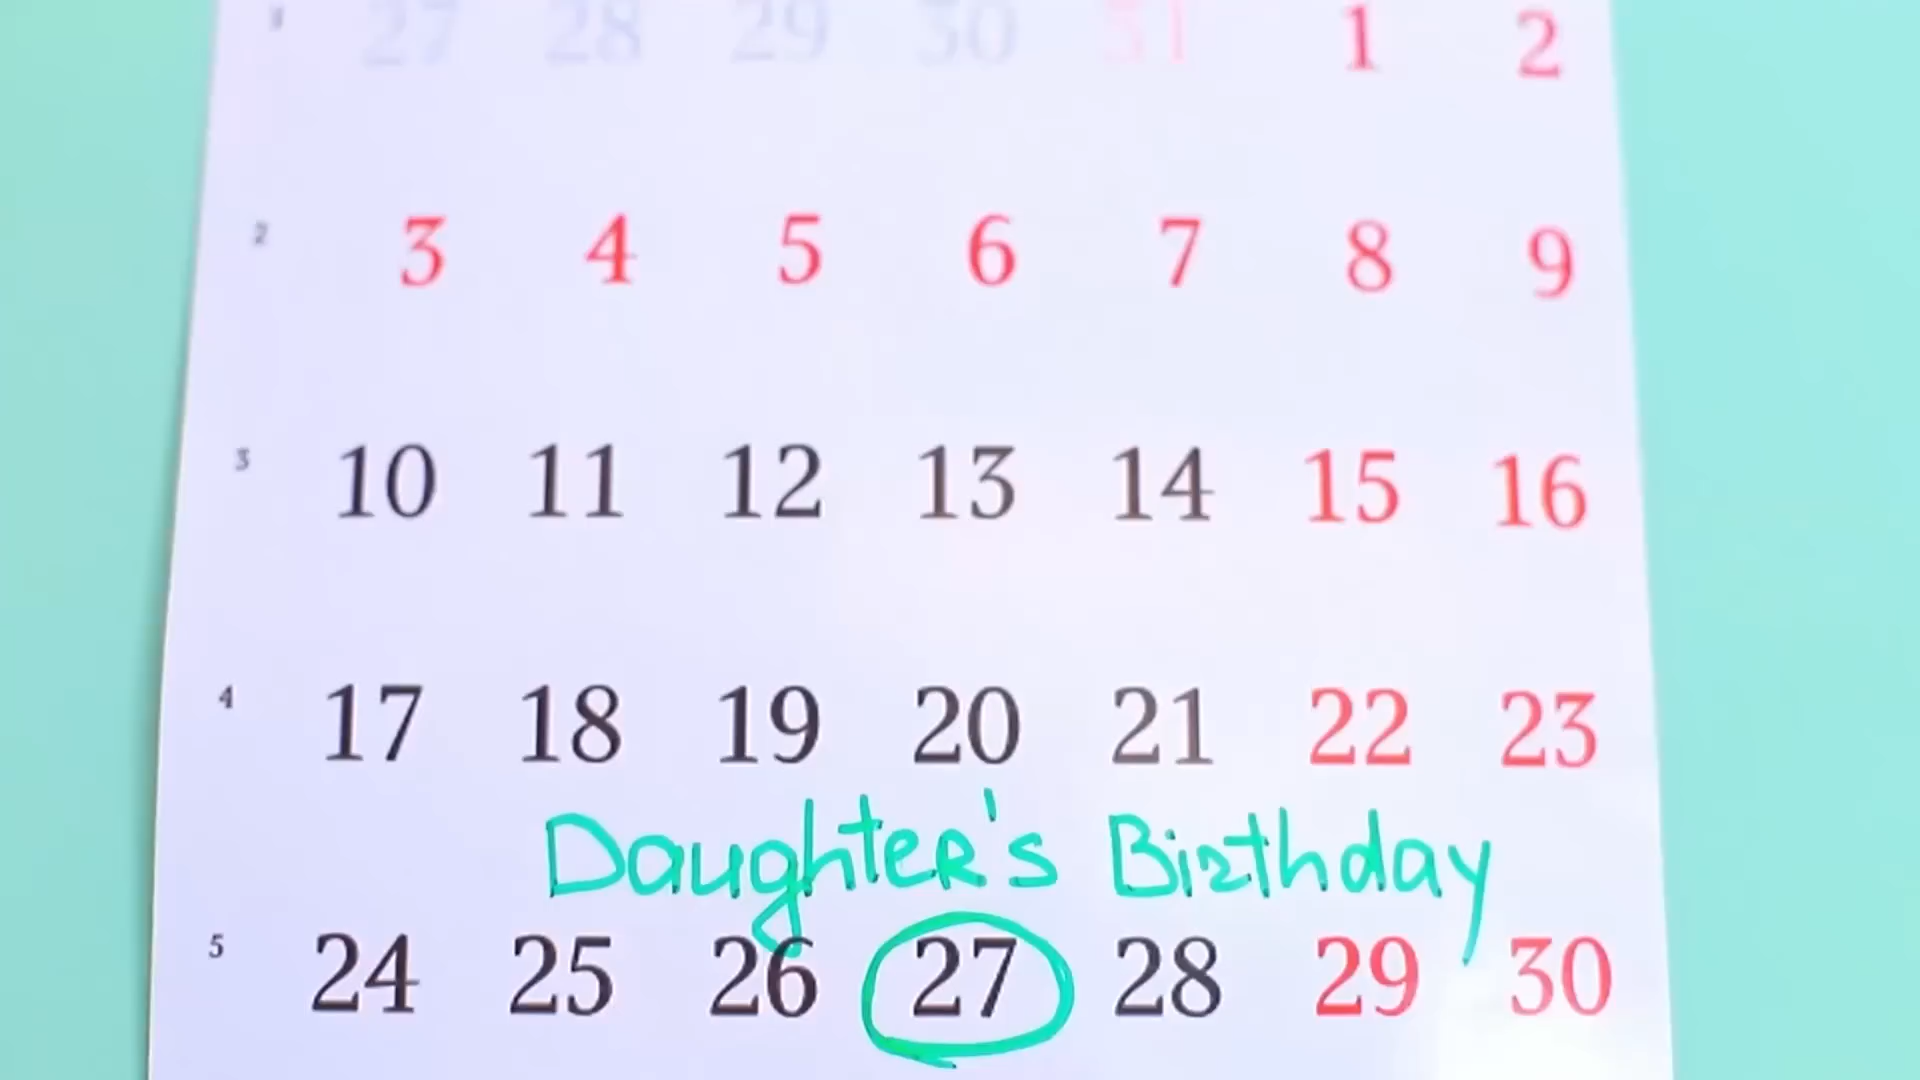 1 27 28 29 30 31 1 2
2 3 4 5 6 7 8 9
3 10 11 12 13 14 15 16
4 17 18 19 20 21 22 23
Daughter's Birthday
5 24 25 26 27 28 29 30